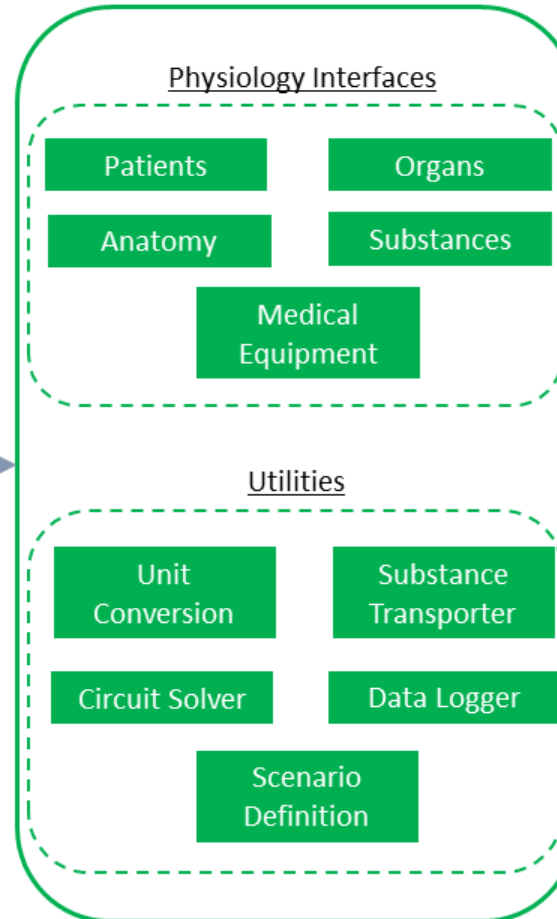 Physiology Interfaces
Patients
Organs
Anatomy
Substances
Medical
Equipment
Utilities
Unit
Conversion
Substance
Transporter
Circuit Solver
Data Logger
Scenario
Definition